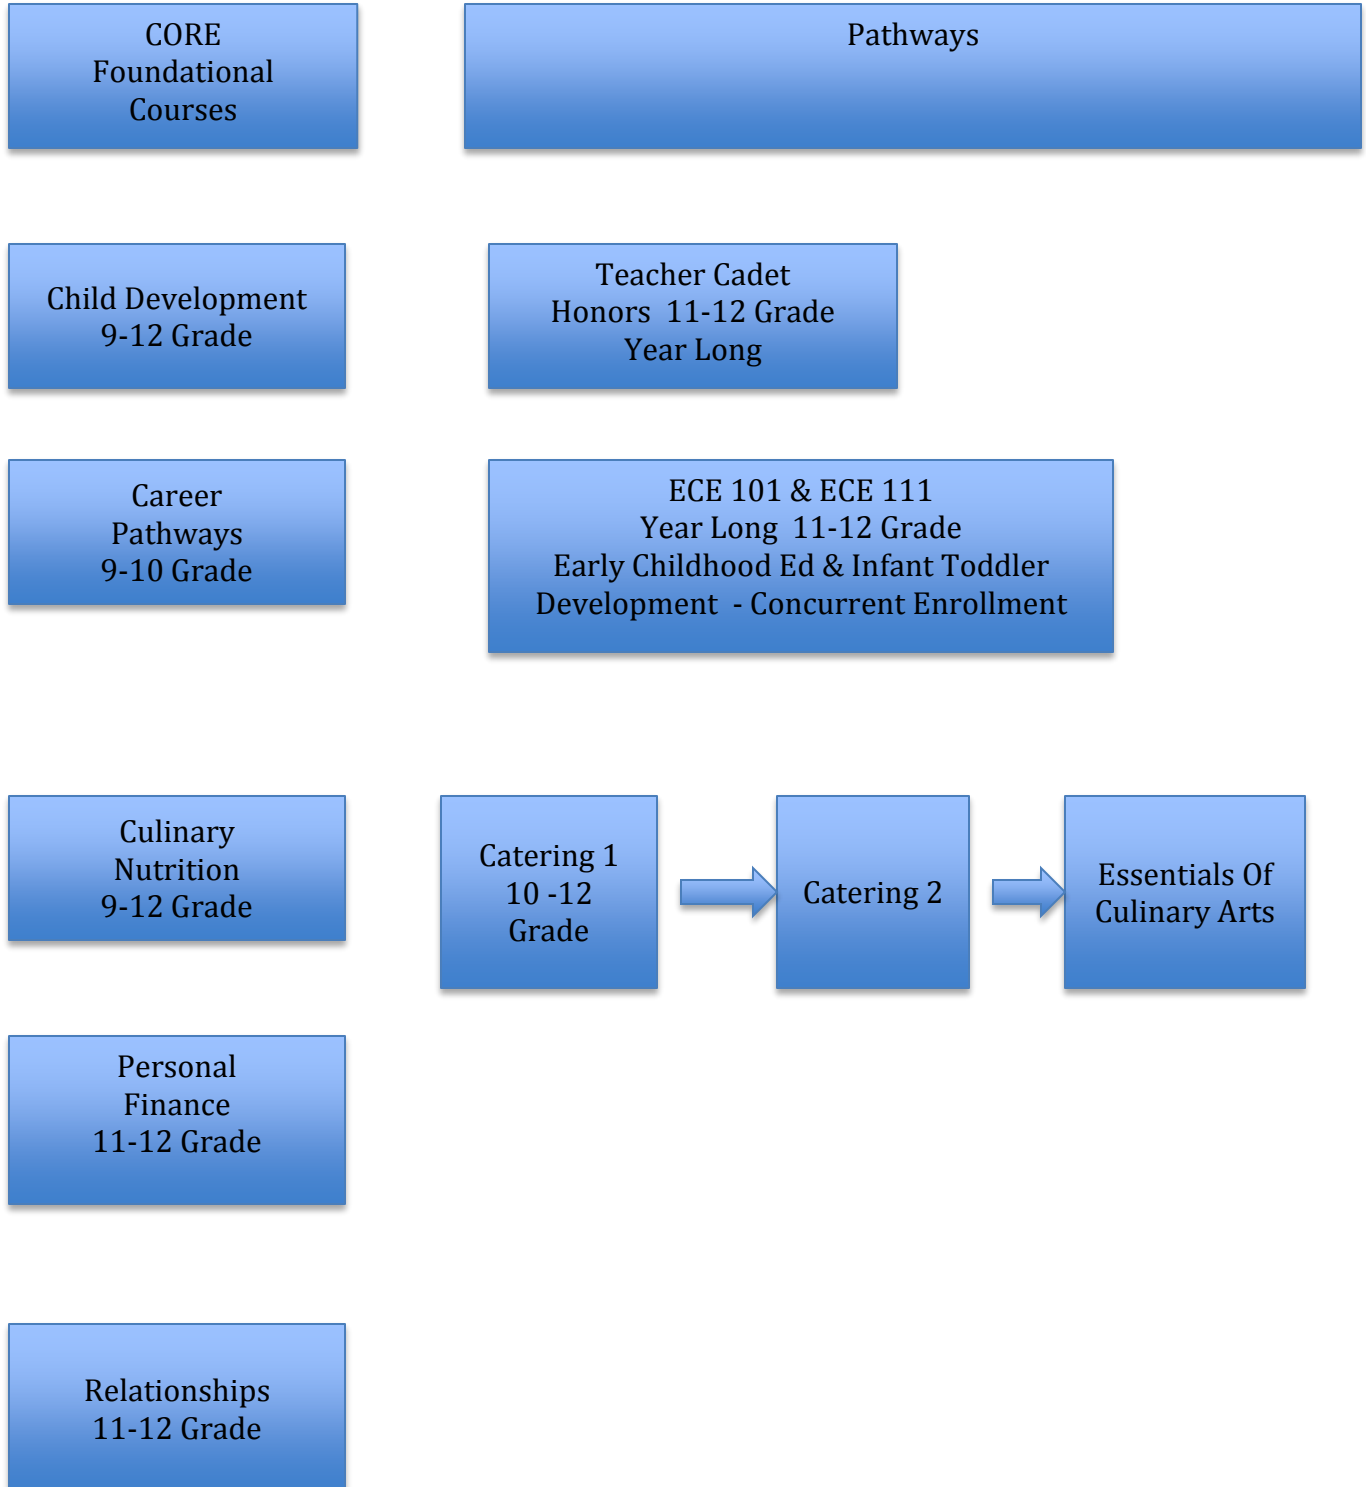 CORE
Foundational
Courses
Pathways
Child Development
9-12 Grade
Teacher Cadet
Honors  11-12 Grade
Year Long
Career
Pathways
9-10 Grade
ECE 101 & ECE 111
Year Long  11-12 Grade
Early Childhood Ed & Infant Toddler
Development  - Concurrent Enrollment
Culinary
Nutrition
9-12 Grade
Catering 1
10 -12
Grade
Catering 2
Essentials Of
Culinary Arts
Personal
Finance
11-12 Grade
Relationships
11-12 Grade